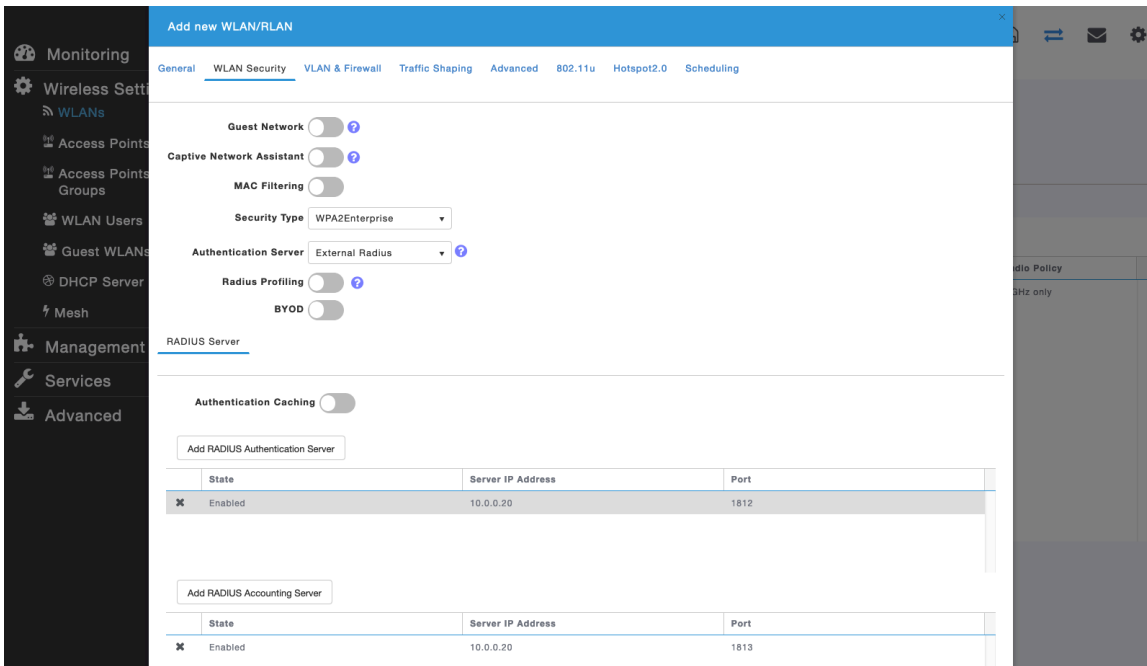 Add new WLAN/RLAN
×
Monitoring
Wireless Setti
WLANs
Access Points
Access Points
Groups
WLAN Users
Guest WLANs
DHCP Server
Mesh
Management
Services
Advanced
General WLAN Security VLAN & Firewall Traffic Shaping Advanced 802.11u Hotspot2.0 Scheduling
Guest Network ?
Captive Network Assistant ?
MAC Filtering
Security Type WPA2Enterprise
Authentication Server External Radius ?
Radius Profiling ?
BYOD
RADIUS Server
Authentication Caching
Add RADIUS Authentication Server
State Server IP Address Port
Enabled 10.0.0.20 1812
Add RADIUS Accounting Server
State Server IP Address Port
Enabled 10.0.0.20 1813
dio Policy
GHz only